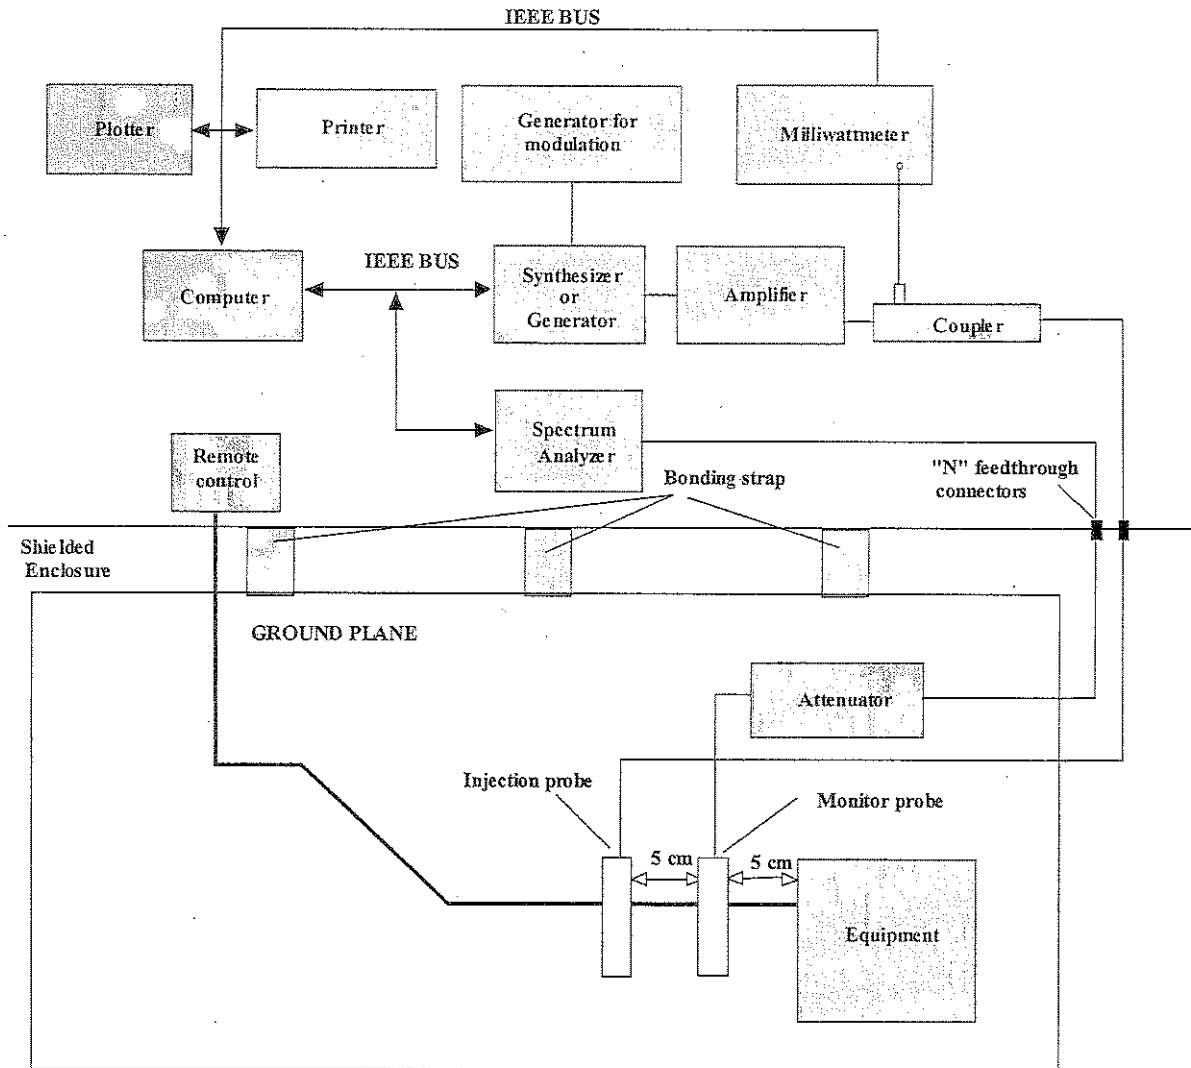 IEEE BUS
Plotter
Printer
Generator for
modulation
Milliwattmeter
IEEE BUS
Computer
Synthesizer
or
Generator
Amplifier
Coupler
Spectrum
Analyzer
Remote
control
Bonding strap
"N" feedthrough
connectors
Shielded
Enclosure
GROUND PLANE
Attenuator
Injection probe
Monitor probe
5 cm
5 cm
Equipment